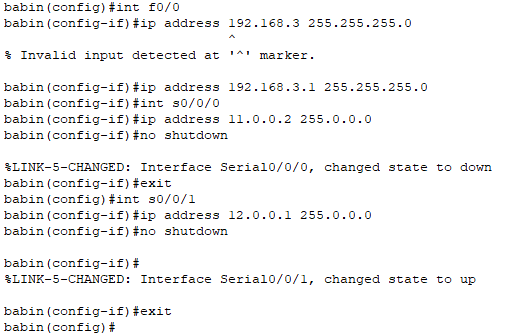 babin(config)#int f0/0
babin(config-if)#ip address 192.168.3 255.255.255.0
^
% Invalid input detected at '^' marker.
babin(config-if)#ip address 192.168.3.1 255.255.255.0
babin(config-if)#int s0/0/0
babin(config-if)#ip address 11.0.0.2 255.0.0.0
babin(config-if)#no shutdown
%LINK-5-CHANGED: Interface Serial0/0/0, changed state to down
babin(config-if)#exit
babin(config)#int s0/0/1
babin(config-if)#ip address 12.0.0.1 255.0.0.0
babin(config-if)#no shutdown
babin(config-if)#
%LINK-5-CHANGED: Interface Serial0/0/1, changed state to up
babin(config-if)#exit
babin(config)#